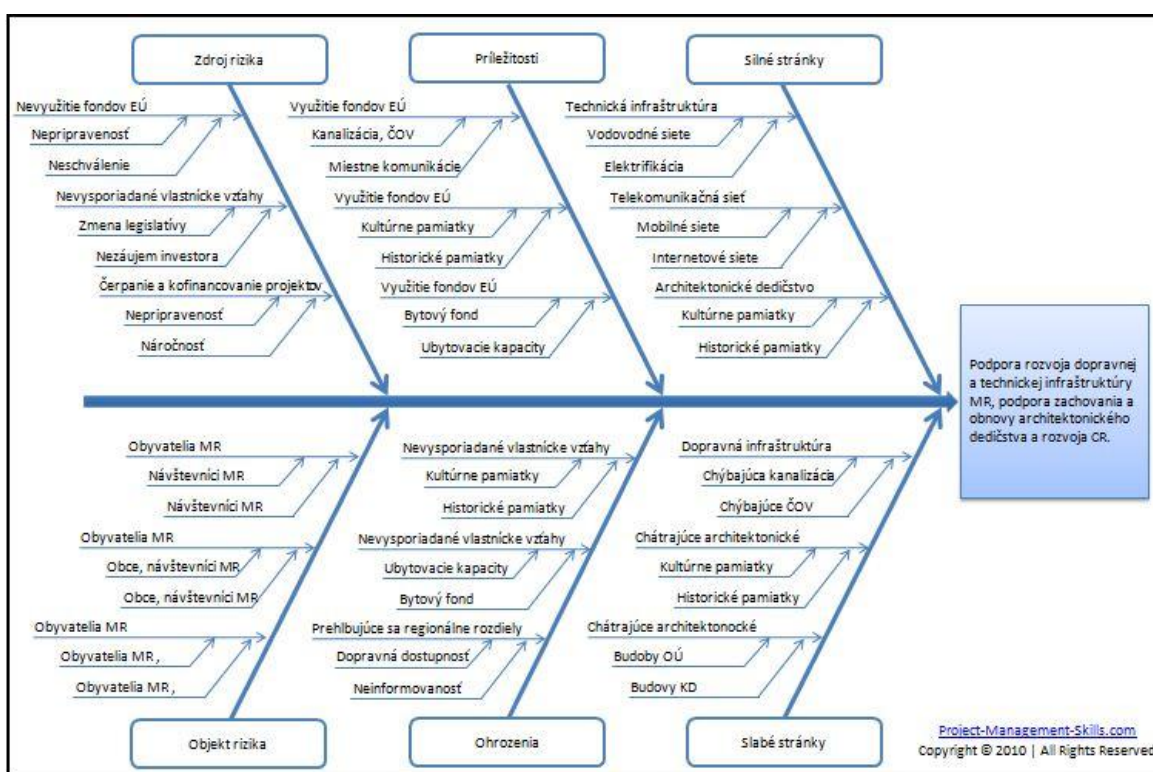 Zdroj rizika
Príležitosti
Silné stránky
Nevyužitie fondov EÚ
Nepripravenosť
Neschválenie
Nevysporiadané vlastnícke vzťahy
Zmena legislatívy
Nezáujem investora
Čerpanie a kofinancovanie projektov
Nepripravenosť
Náročnosť
Využitie fondov EÚ
Kanalizácia, ČOV
Miestne komunikácie
Využitie fondov EÚ
Kultúrne pamiatky
Historické pamiatky
Využitie fondov EÚ
Bytový fond
Ubytovacie kapacity
Technická infraštruktúra
Vodovodné siete
Elektrifikácia
Telekomunikačná sieť
Mobilné siete
Internetové siete
Architektonické dedičstvo
Kultúrne pamiatky
Historické pamiatky
Podpora rozvoja dopravnej
a technickej infraštruktúry
MR, podpora zachovania a
obnovy architektonického
dedičstva a rozvoja CR.
Obyvatelia MR
Návštevníci MR
Návštevníci MR
Obyvatelia MR
Obce, návštevníci MR
Obce, návštevníci MR
Obyvatelia MR
Obyvatelia MR,
Obyvatelia MR,
Nevysporiadané vlastnícke vzťahy
Kultúrne pamiatky
Historické pamiatky
Nevysporiadané vlastnícke vzťahy
Ubytovacie kapacity
Bytový fond
Prehlbujúce sa regionálne rozdiely
Dopravná dostupnosť
Neinformovanosť
Dopravná infraštruktúra
Chýbajúca kanalizácia
Chýbajúce ČOV
Chátrajúce architektonické
Kultúrne pamiatky
Historické pamiatky
Chátrajúce architektonocké
Budoby OÚ
Budovy KD
Objekt rizika
Ohrozenia
Slabé stránky
Project-Management-Skills.com
Copyright © 2010 | All Rights Reserved